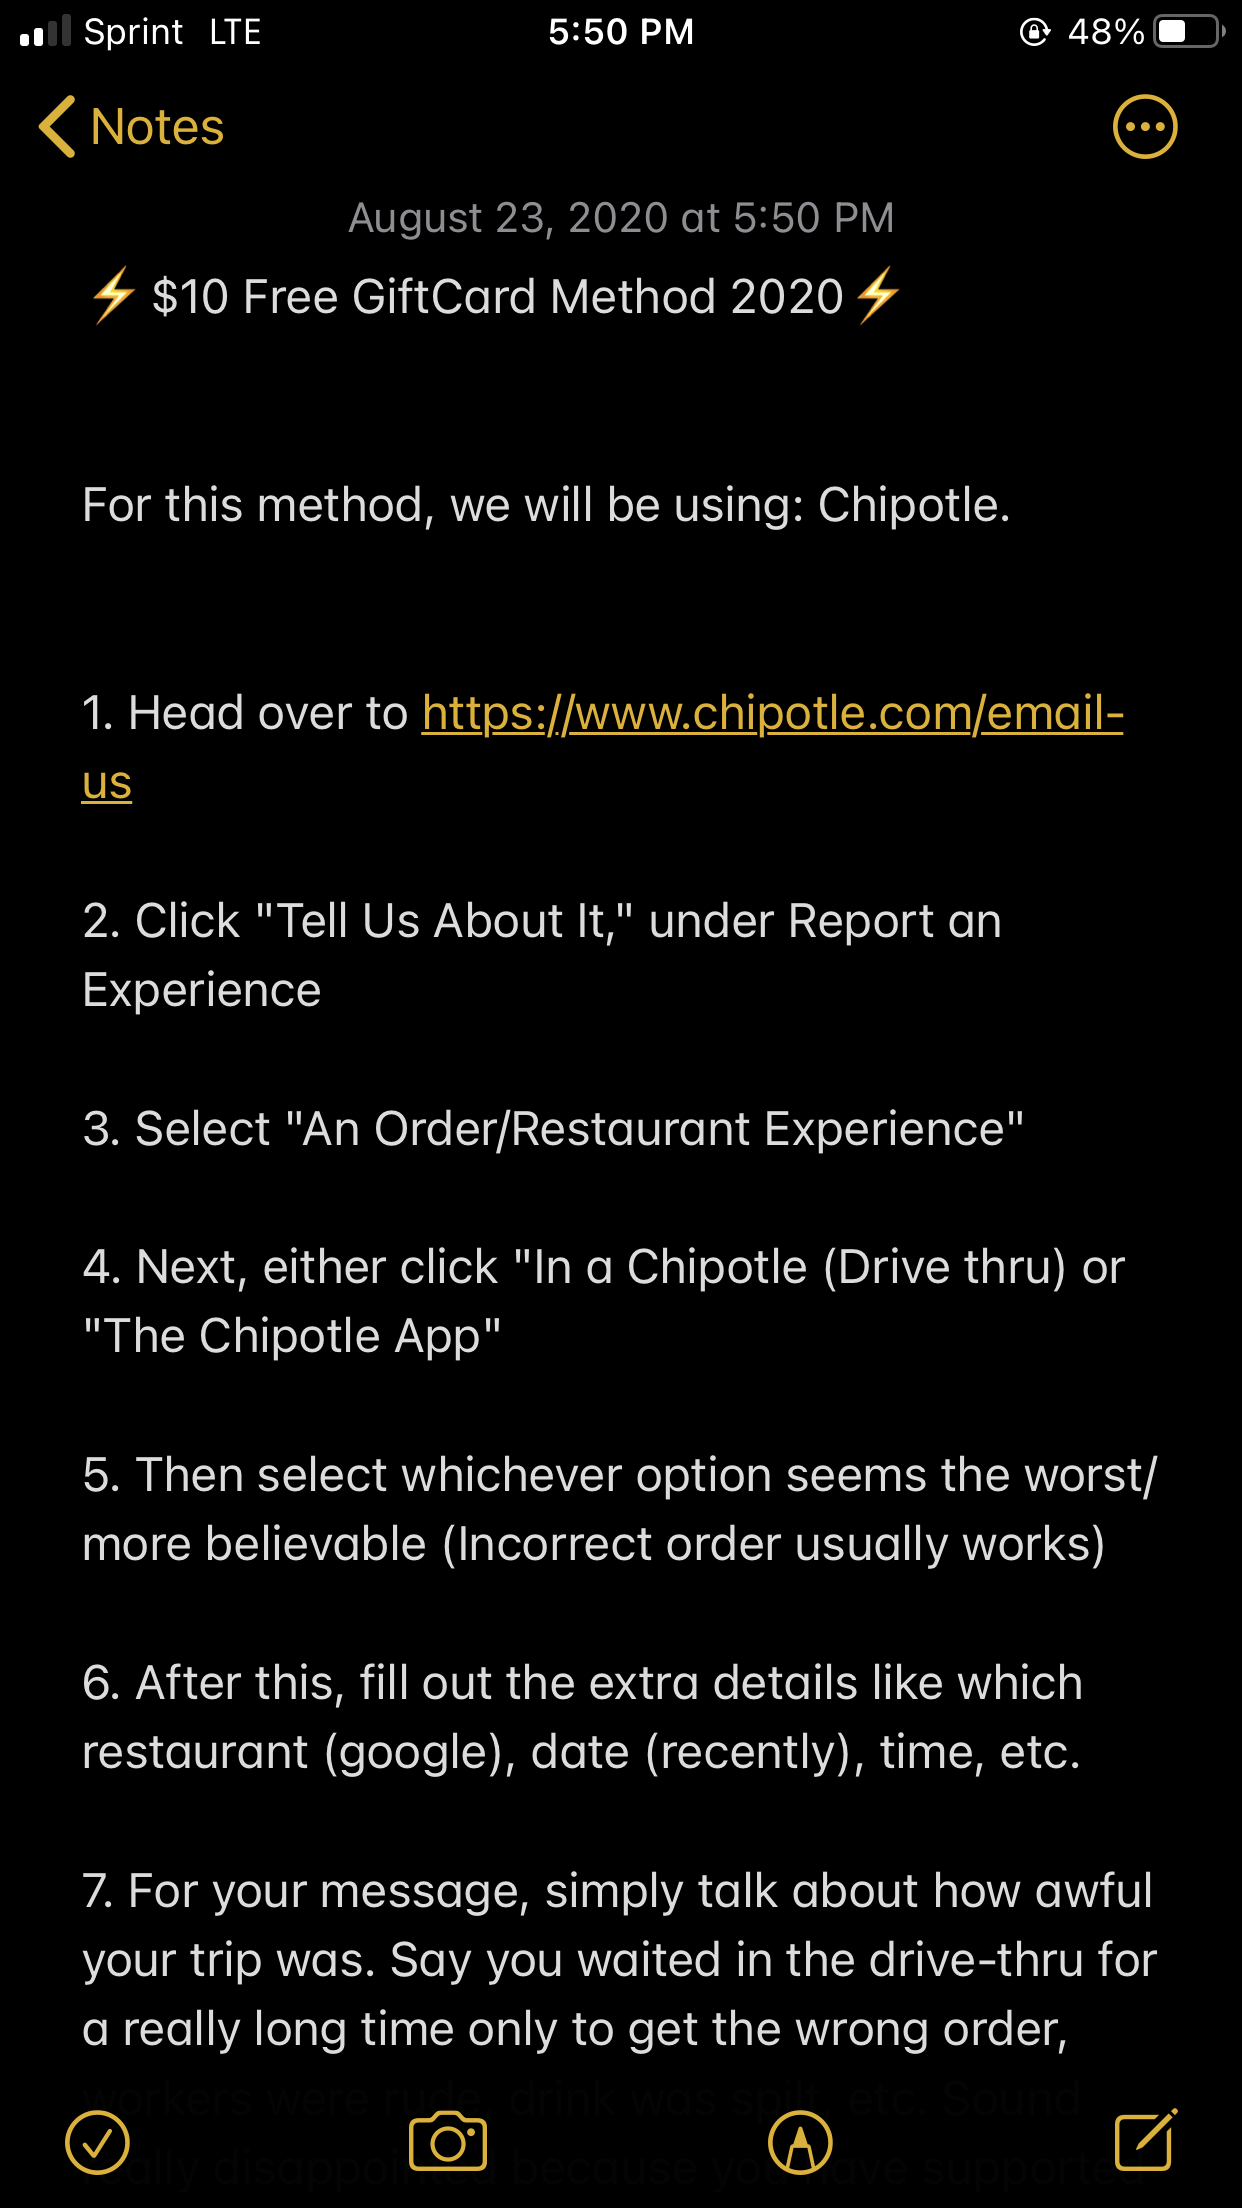 Sprint LTE 5:50 PM 48%
Notes
August 23, 2020 at 5:50 PM
⚡ $10 Free GiftCard Method 2020⚡
For this method, we will be using: Chipotle.
1. Head over to https://www.chipotle.com/email-
us
2. Click "Tell Us About It," under Report an
Experience
3. Select "An Order/Restaurant Experience"
4. Next, either click "In a Chipotle (Drive thru) or
"The Chipotle App"
5. Then select whichever option seems the worst/
more believable (Incorrect order usually works)
6. After this, fill out the extra details like which
restaurant (google), date (recently), time, etc.
7. For your message, simply talk about how awful
your trip was. Say you waited in the drive-thru for
a really long time only to get the wrong order,
workers were rude, drink was spilt, etc. Sound
because you